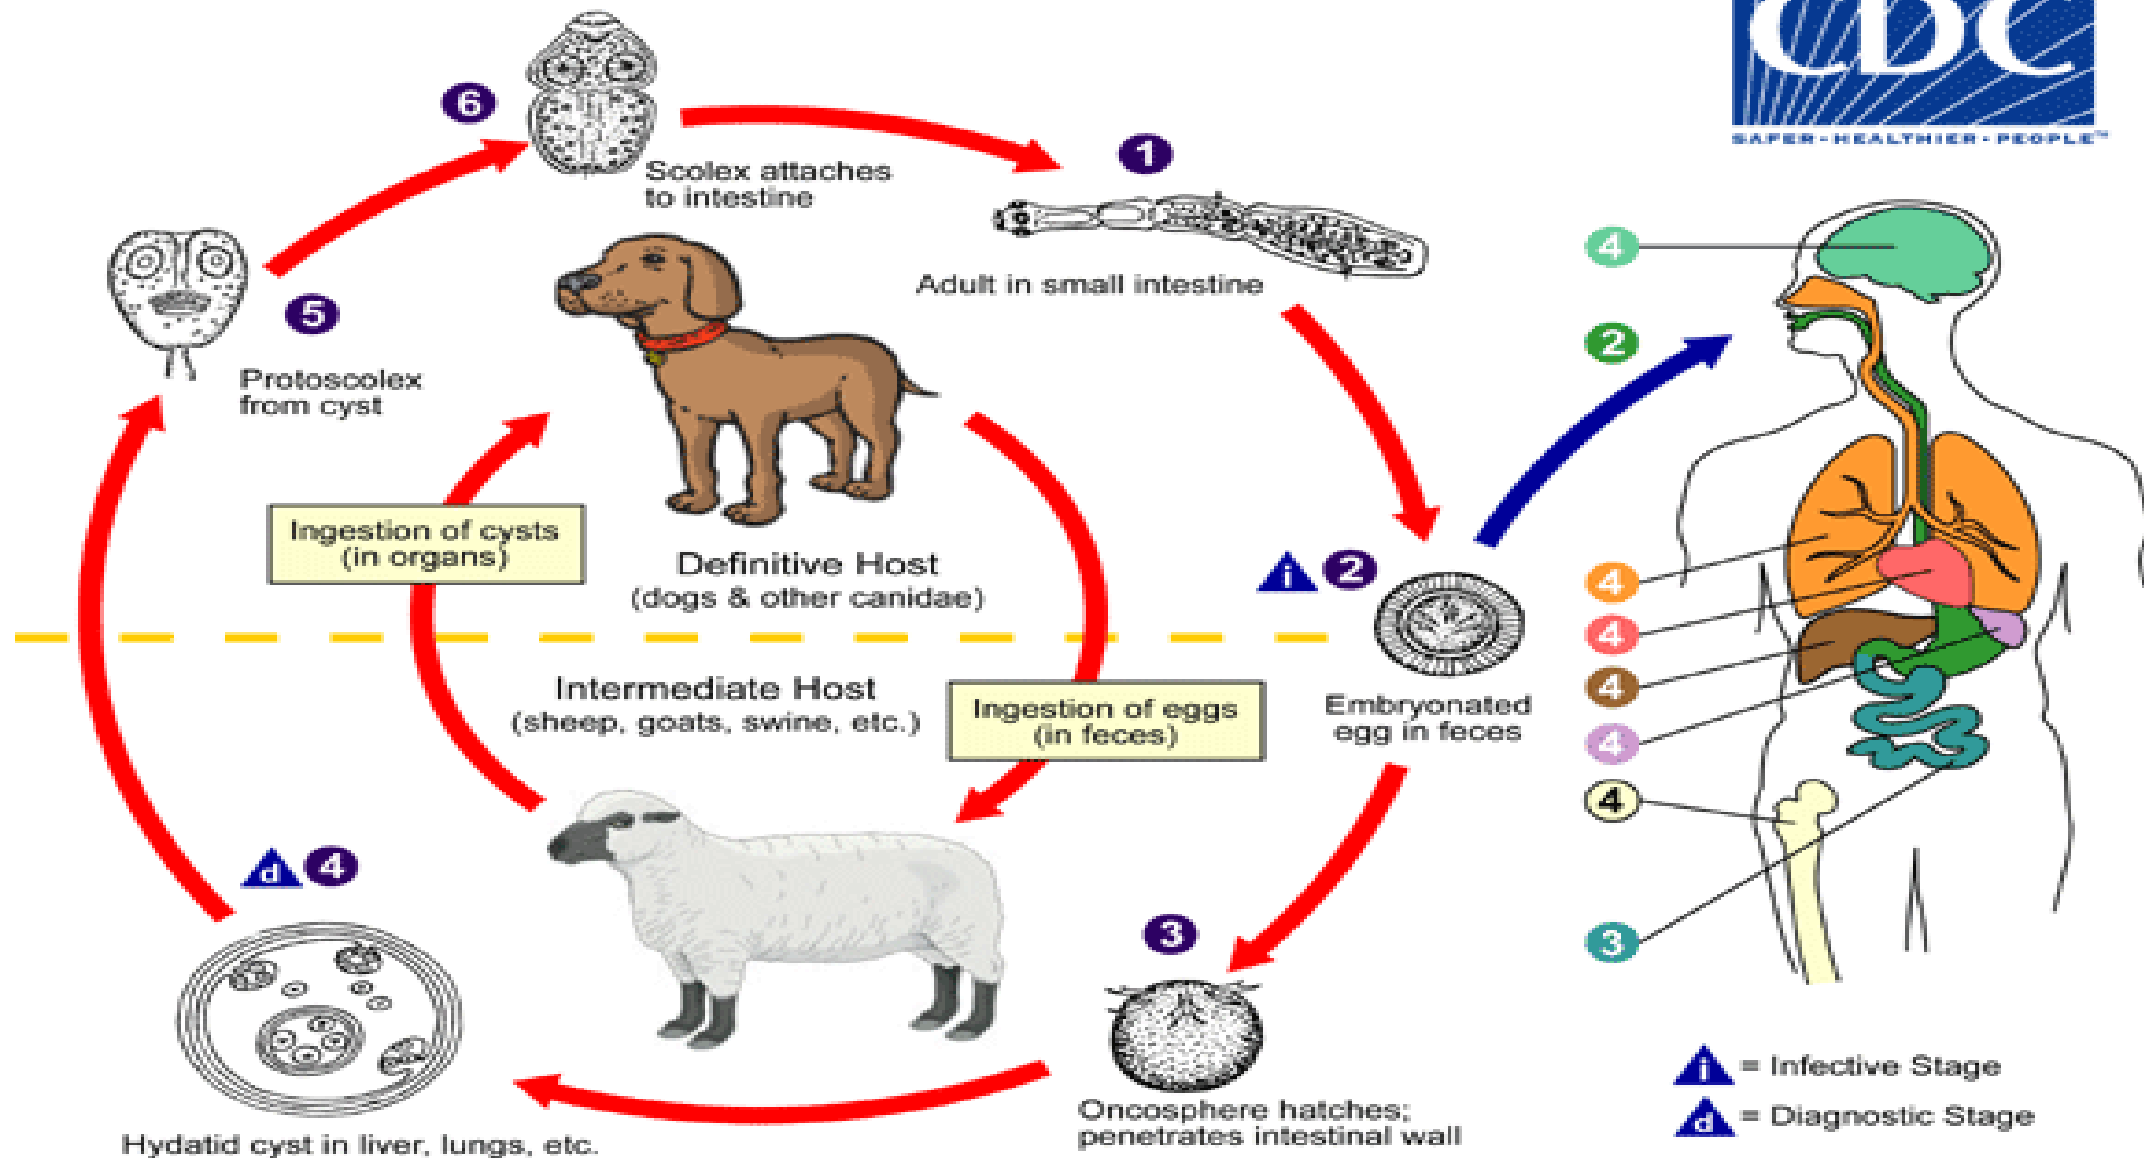 CDC
SAFER • HEALTHIER • PEOPLE™
6
Scolex attaches
to intestine
1
Adult in small intestine
5
Protoscolex
from cyst
Ingestion of cysts
(in organs)
Definitive Host
(dogs & other canidae)
i 2
Embryonated
egg in feces
Intermediate Host
(sheep, goats, swine, etc.)
Ingestion of eggs
(in feces)
d 4
Hydatid cyst in liver, lungs, etc.
3
Oncosphere hatches;
penetrates intestinal wall
4
2
4
4
4
4
4
3
i = Infective Stage
d = Diagnostic Stage